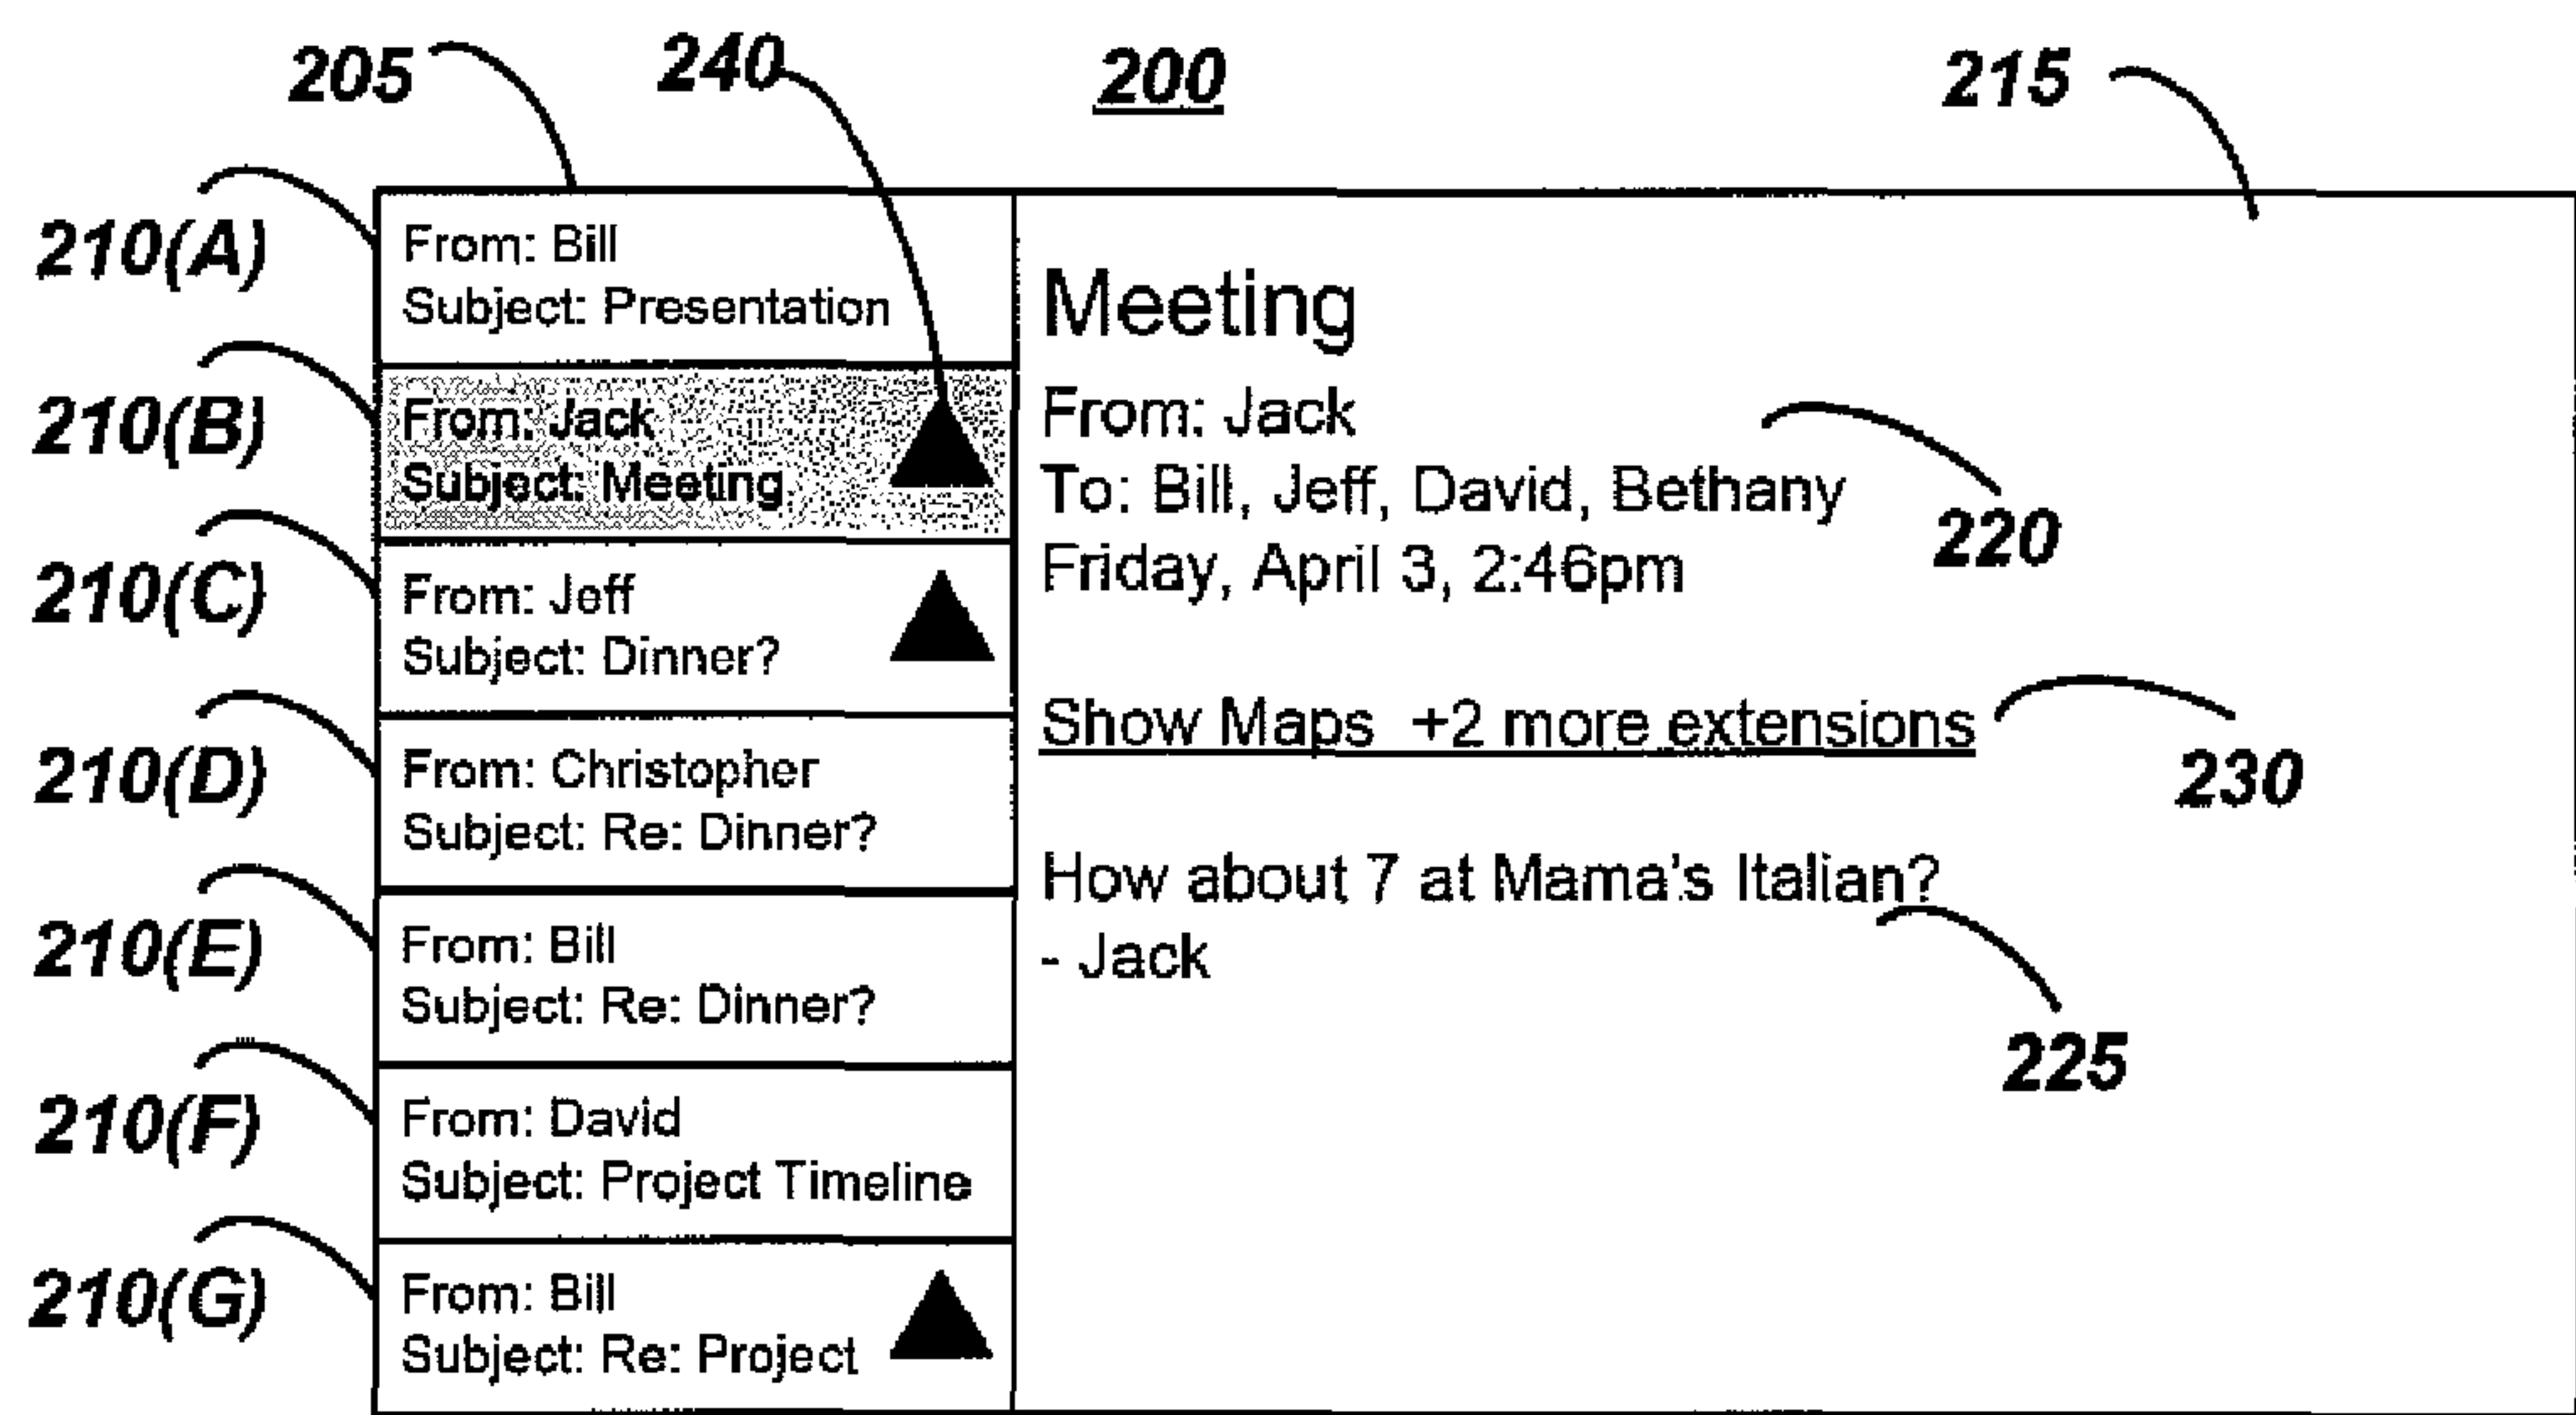 205 240 200 215
210(A)
From: Bill
Subject: Presentation
210(B)
From: Jack
Subject: Meeting
210(C)
From: Jeff
Subject: Dinner?
210(D)
From: Christopher
Subject: Re: Dinner?
210(E)
From: Bill
Subject: Re: Dinner?
210(F)
From: David
Subject: Project Timeline
210(G)
From: Bill
Subject: Re: Project
Meeting
From: Jack
To: Bill, Jeff, David, Bethany
220
Friday, April 3, 2:46pm
Show Maps +2 more extensions
230
How about 7 at Mama's Italian?
- Jack
225